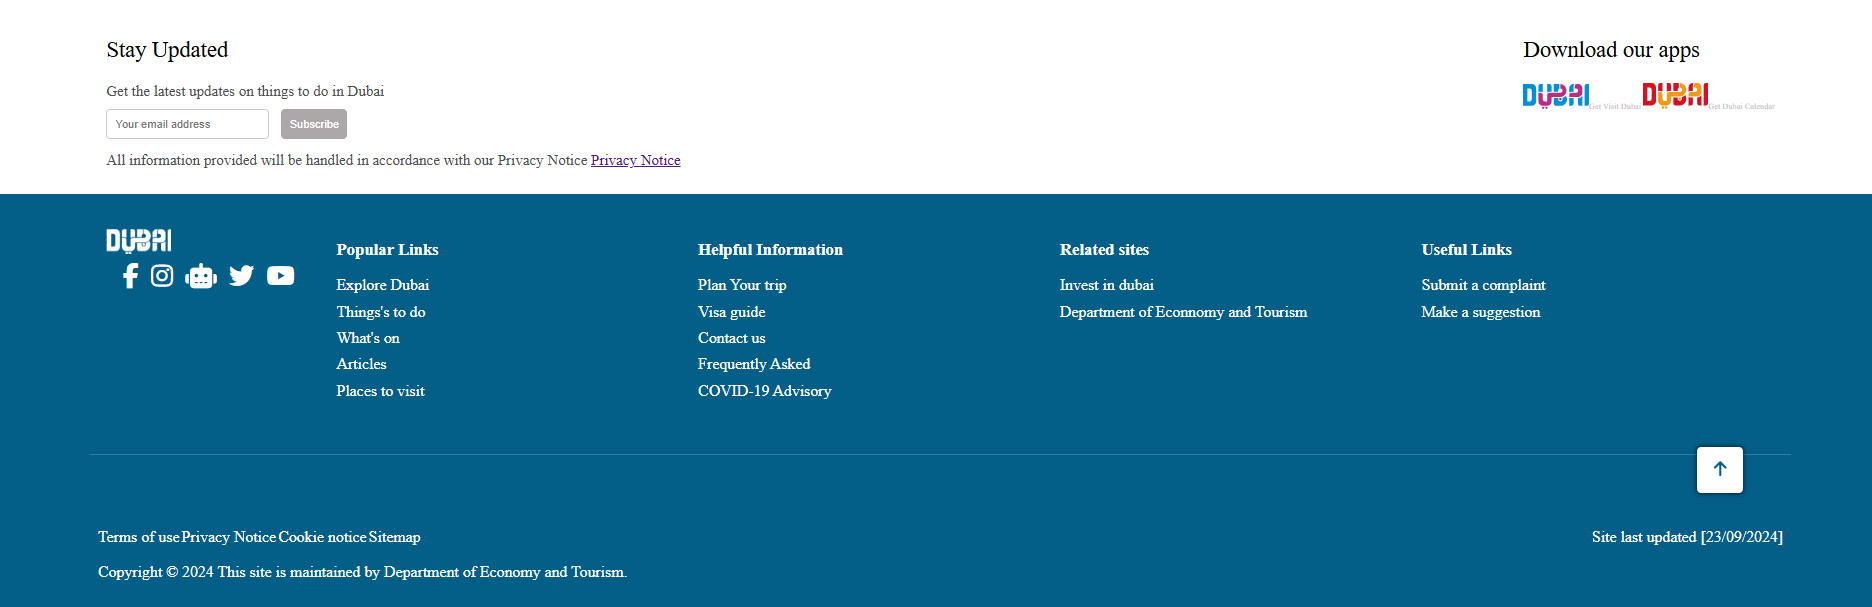 Stay Updated
Get the latest updates on things to do in Dubai
Your email address
Subscribe
All information provided will be handled in accordance with our Privacy Notice Privacy Notice
Download our apps
DUBAI Get Visit Dubai DUBAI Get Dubai Calendar
DUBAI
Popular Links
Explore Dubai
Things's to do
What's on
Articles
Places to visit
Helpful Information
Plan Your trip
Visa guide
Contact us
Frequently Asked
COVID-19 Advisory
Related sites
Invest in dubai
Department of Econnomy and Tourism
Useful Links
Submit a complaint
Make a suggestion
Terms of use Privacy Notice Cookie notice Sitemap
Site last updated [23/09/2024]
Copyright © 2024 This site is maintained by Department of Economy and Tourism.